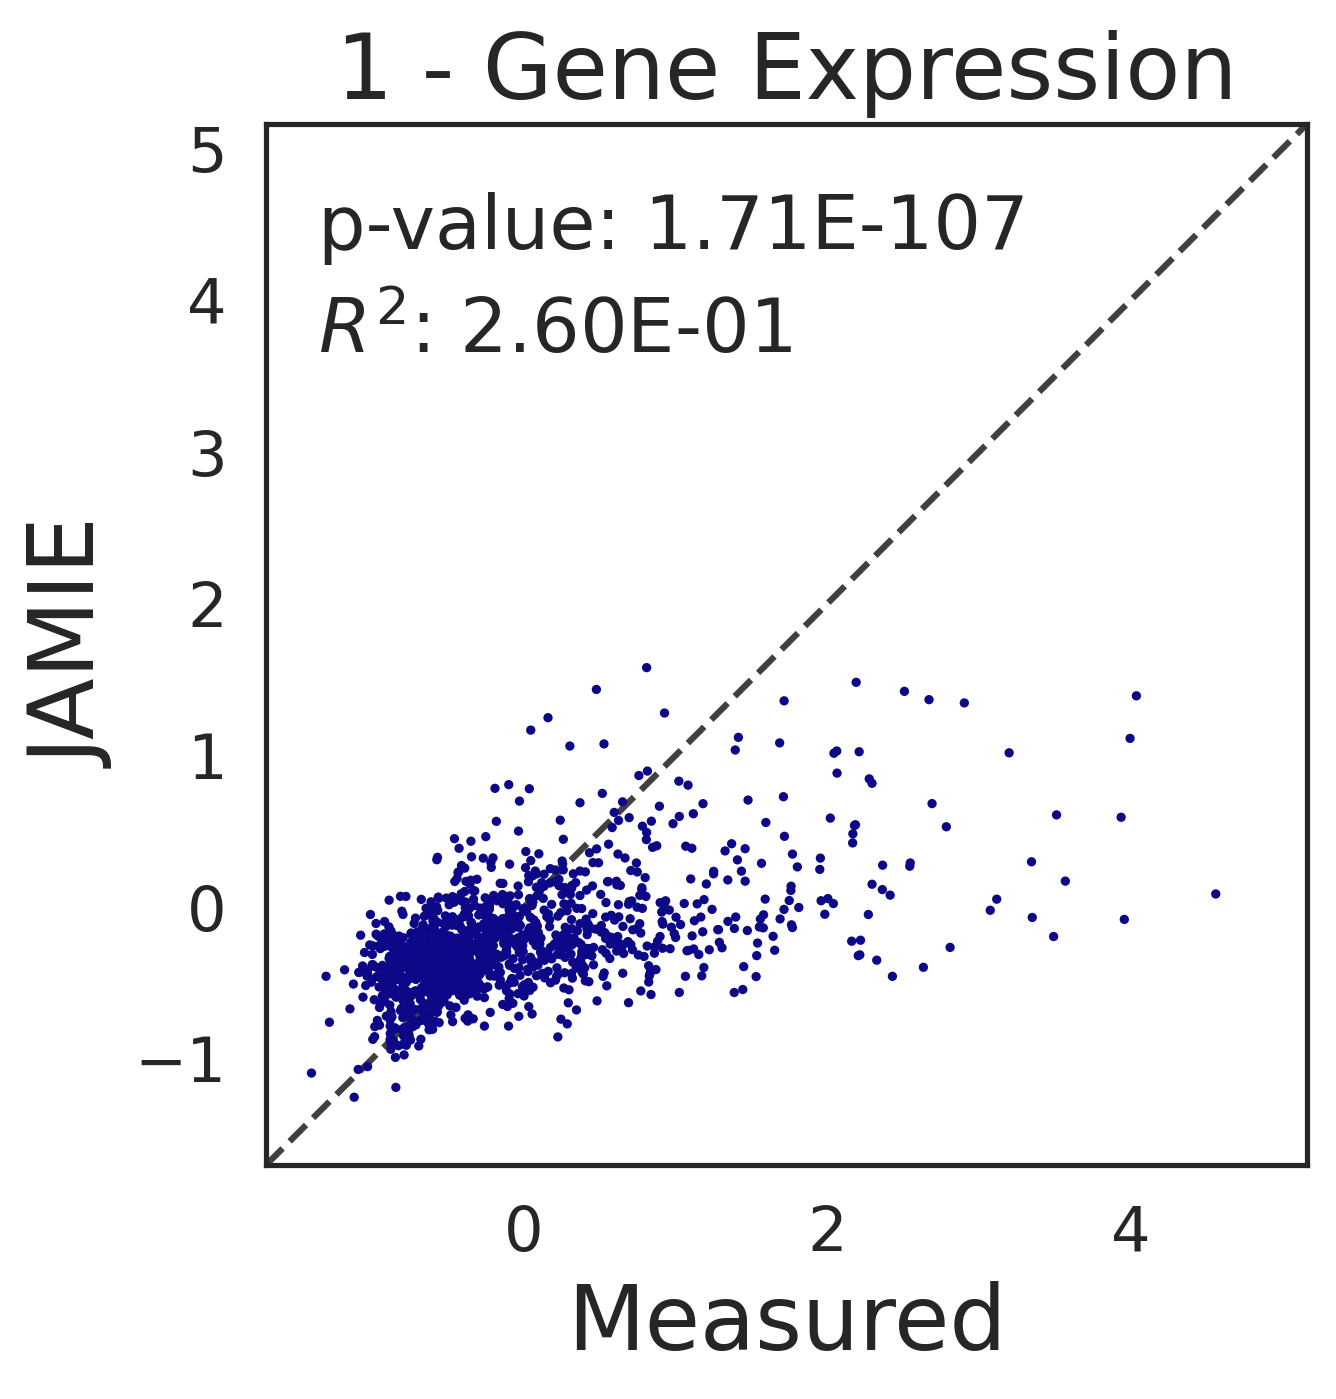 1 - Gene Expression
5
p-value: 1.71E-107
4
R²: 2.60E-01
3
JAMIE
2
1
0
−1
0 2 4
Measured